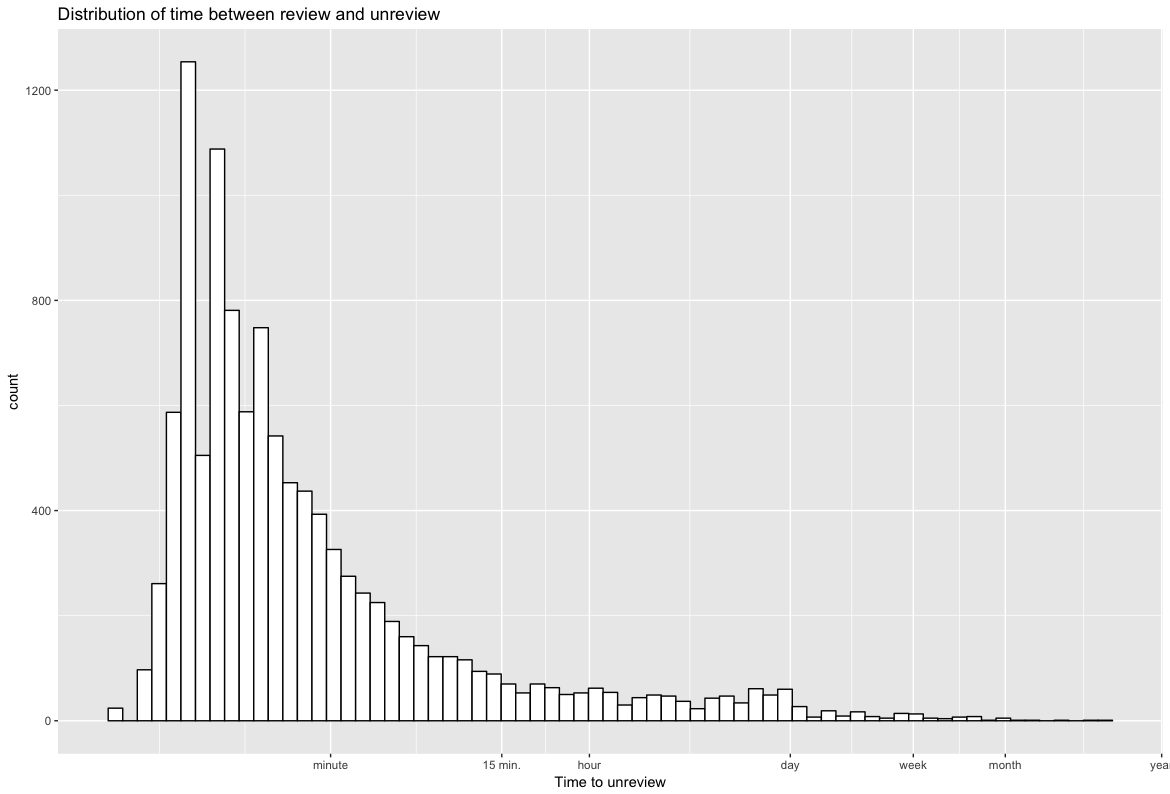 Distribution of time between review and unreview
1200
800
400
0
count
minute 15 min. hour day week month yea
Time to unreview